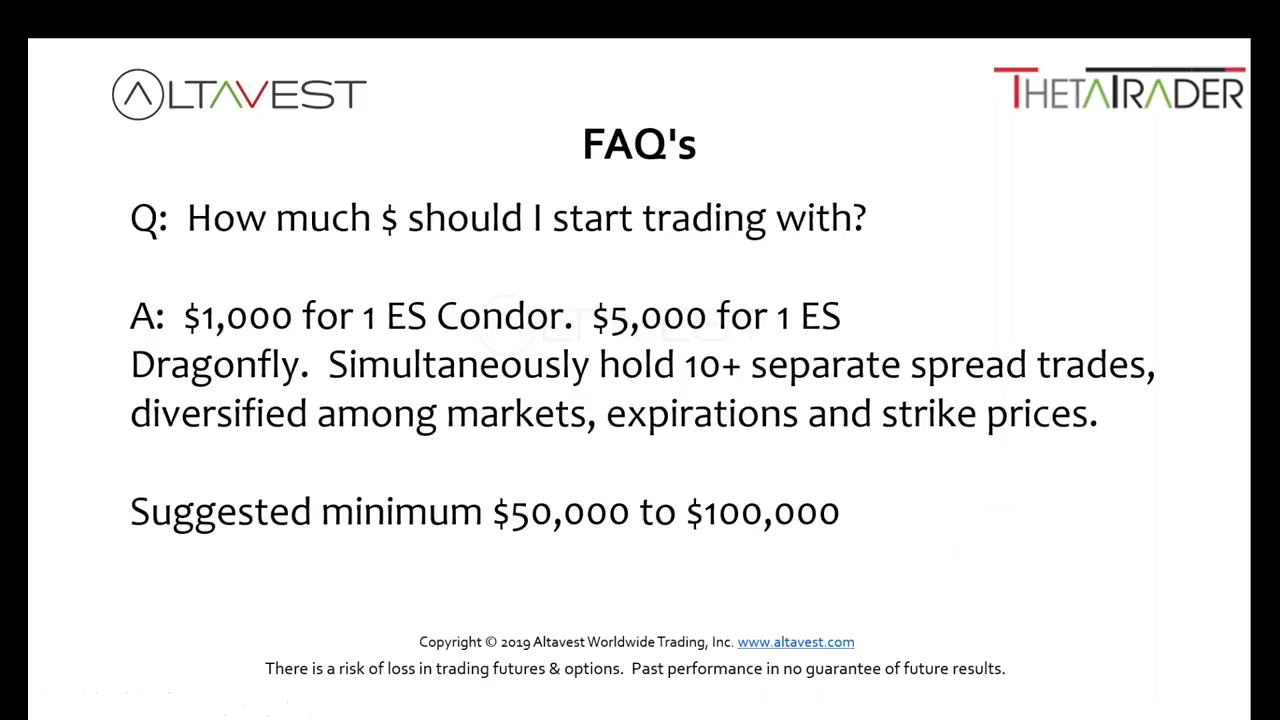 ALTAVEST
THETATRADER
FAQ's
Q: How much $ should I start trading with?
A: $1,000 for 1 ES Condor. $5,000 for 1 ES
Dragonfly. Simultaneously hold 10+ separate spread trades,
diversified among markets, expirations and strike prices.
Suggested minimum $50,000 to $100,000
Copyright © 2019 Altavest Worldwide Trading, Inc. www.altavest.com
There is a risk of loss in trading futures & options. Past performance in no guarantee of future results.